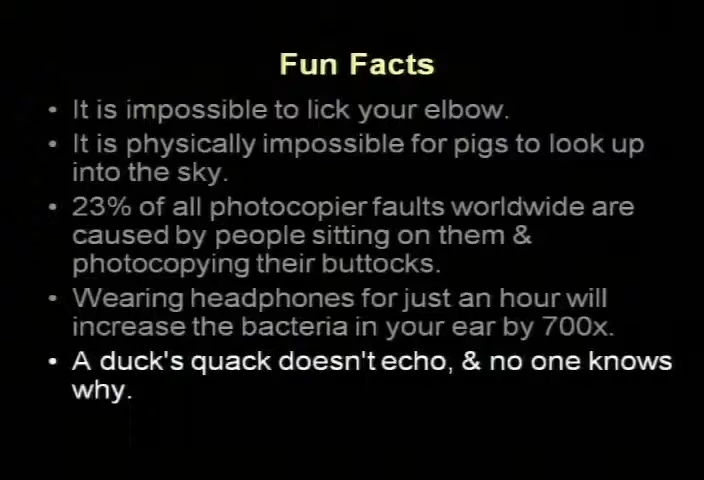 Fun Facts
• It is impossible to lick your elbow.
• It is physically impossible for pigs to look up
into the sky.
• 23% of all photocopier faults worldwide are
caused by people sitting on them &
photocopying their buttocks.
• Wearing headphones for just an hour will
increase the bacteria in your ear by 700x.
• A duck's quack doesn't echo, & no one knows
why.